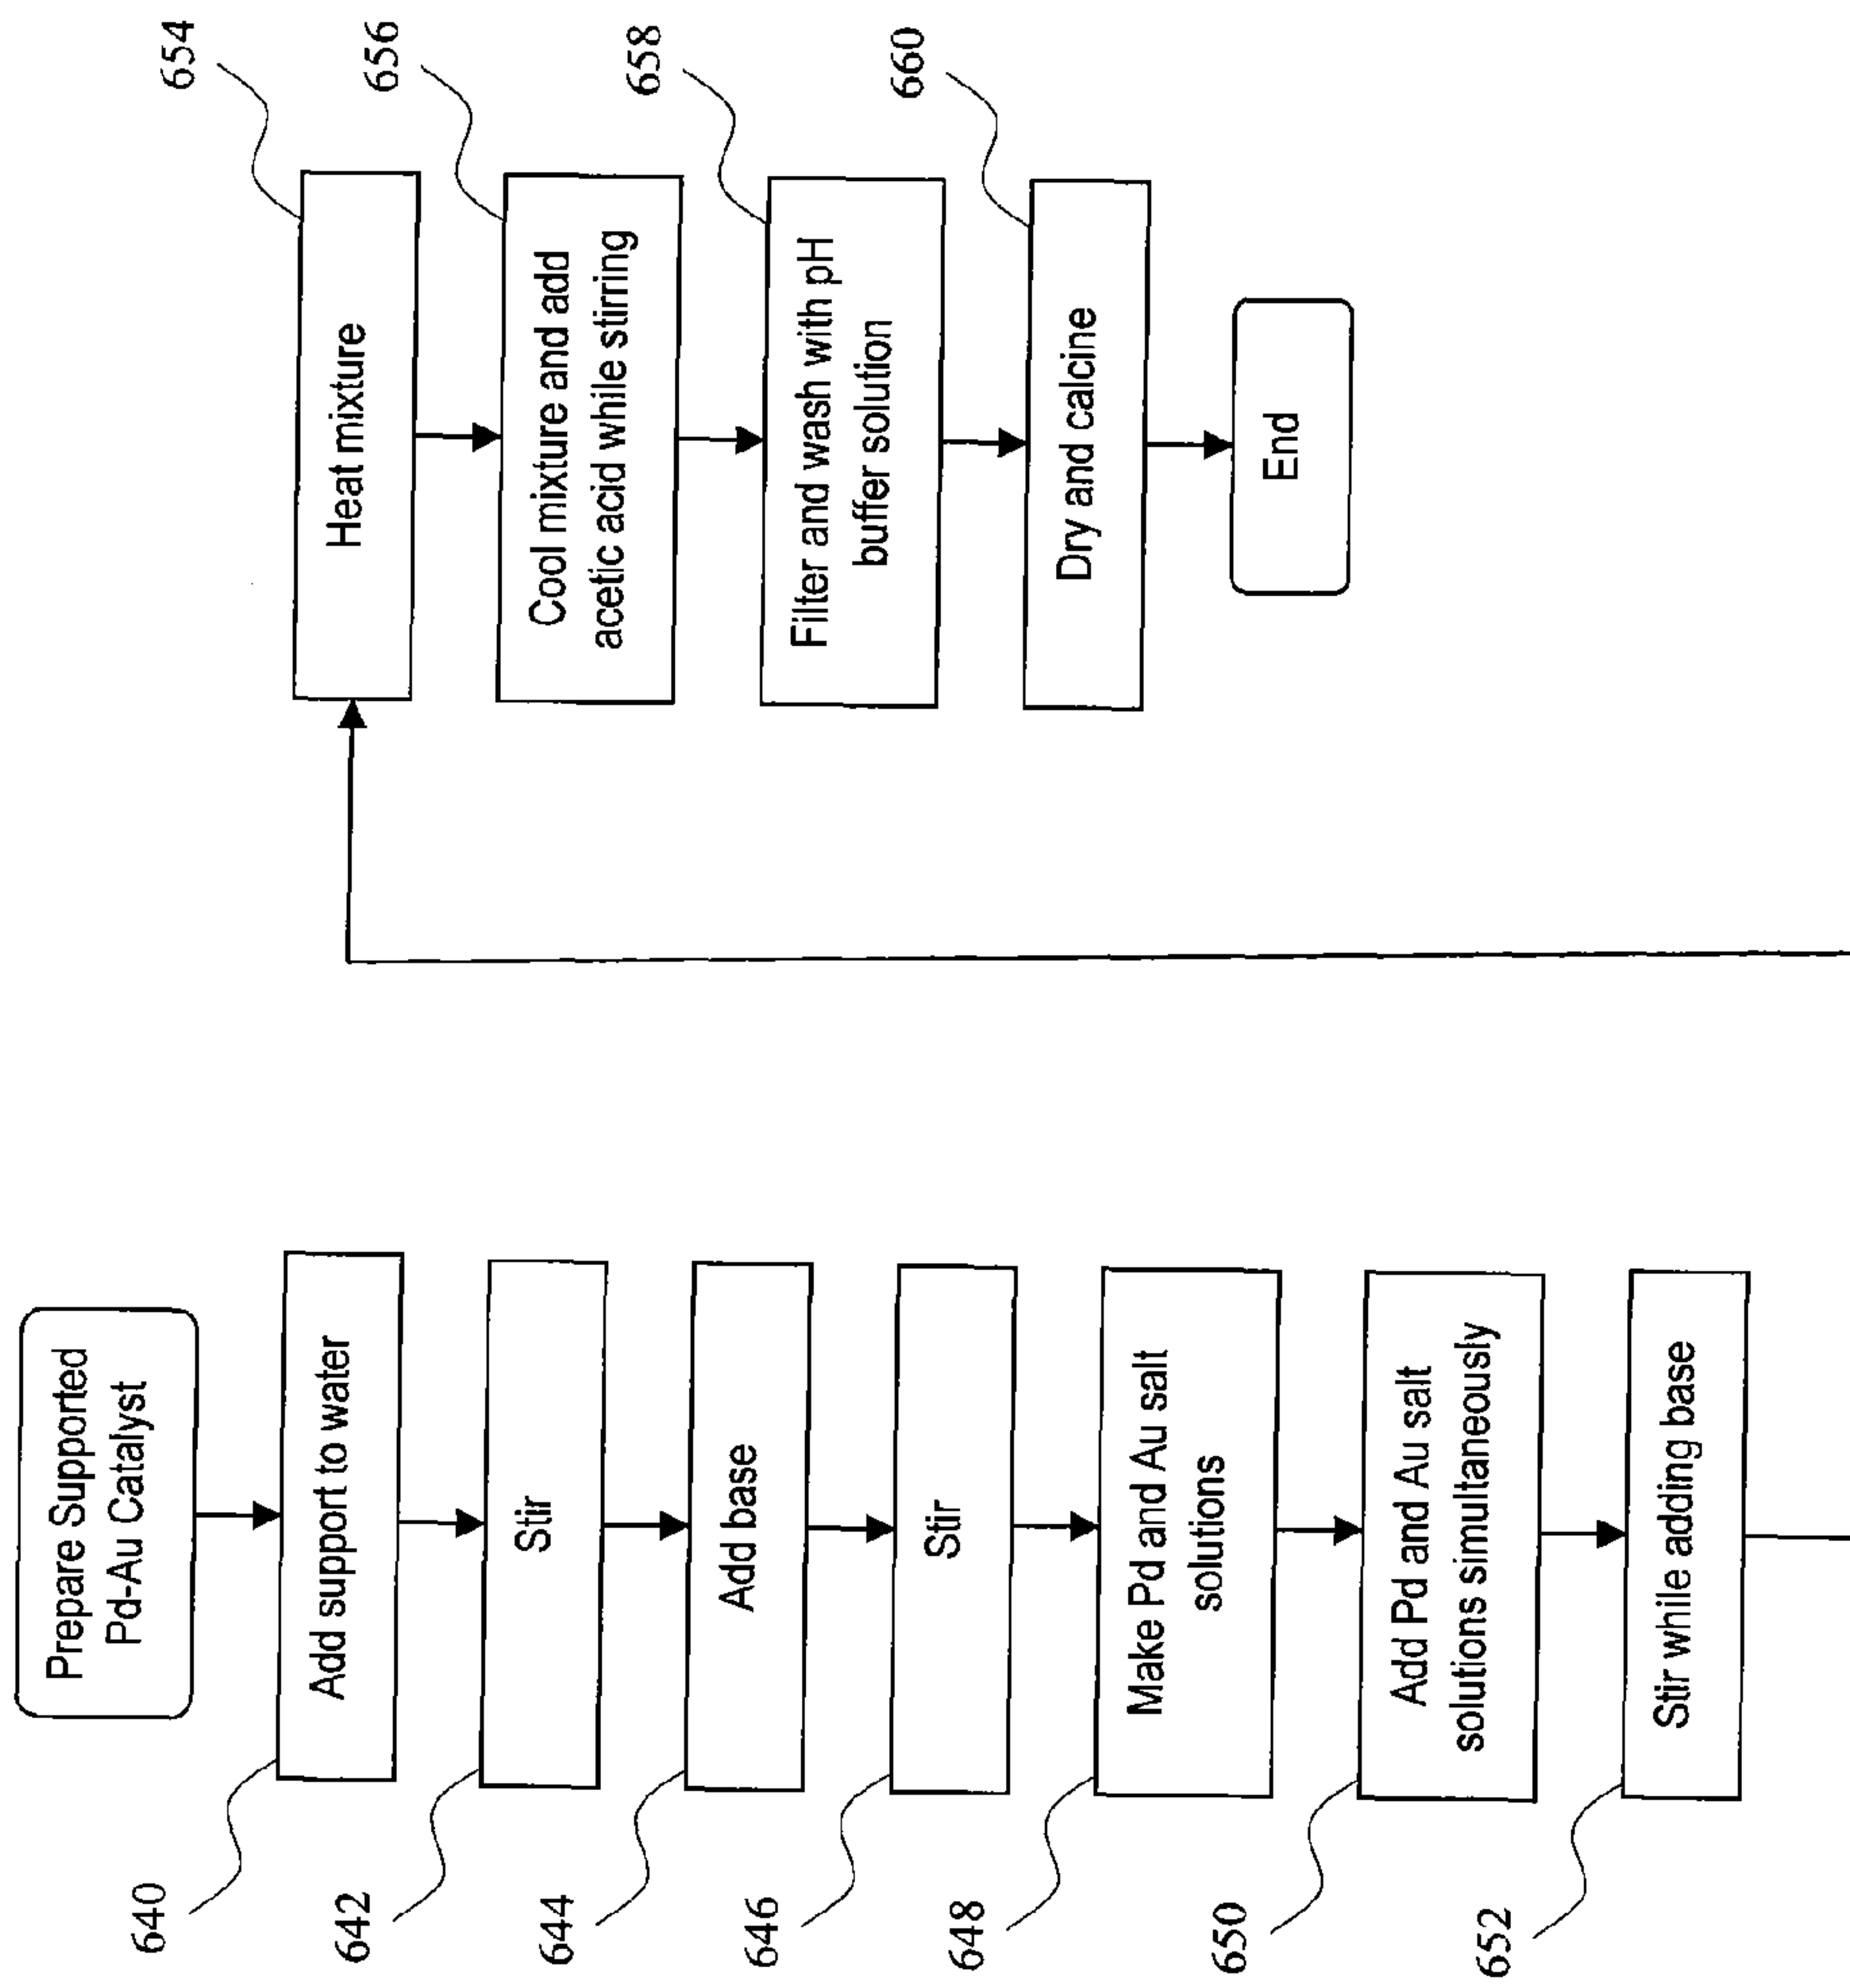 Prepare Supported
Pd-Au Catalyst
640
Add support to water
642
Stir
644
Add base
646
Stir
648
Make Pd and Au salt
solutions
650
Add Pd and Au salt
solutions simultaneously
652
Stir while adding base
654
Heat mixture
656
Cool mixture and add
acetic acid while stirring
658
Filter and wash with pH
buffer solution
660
Dry and calcine
End